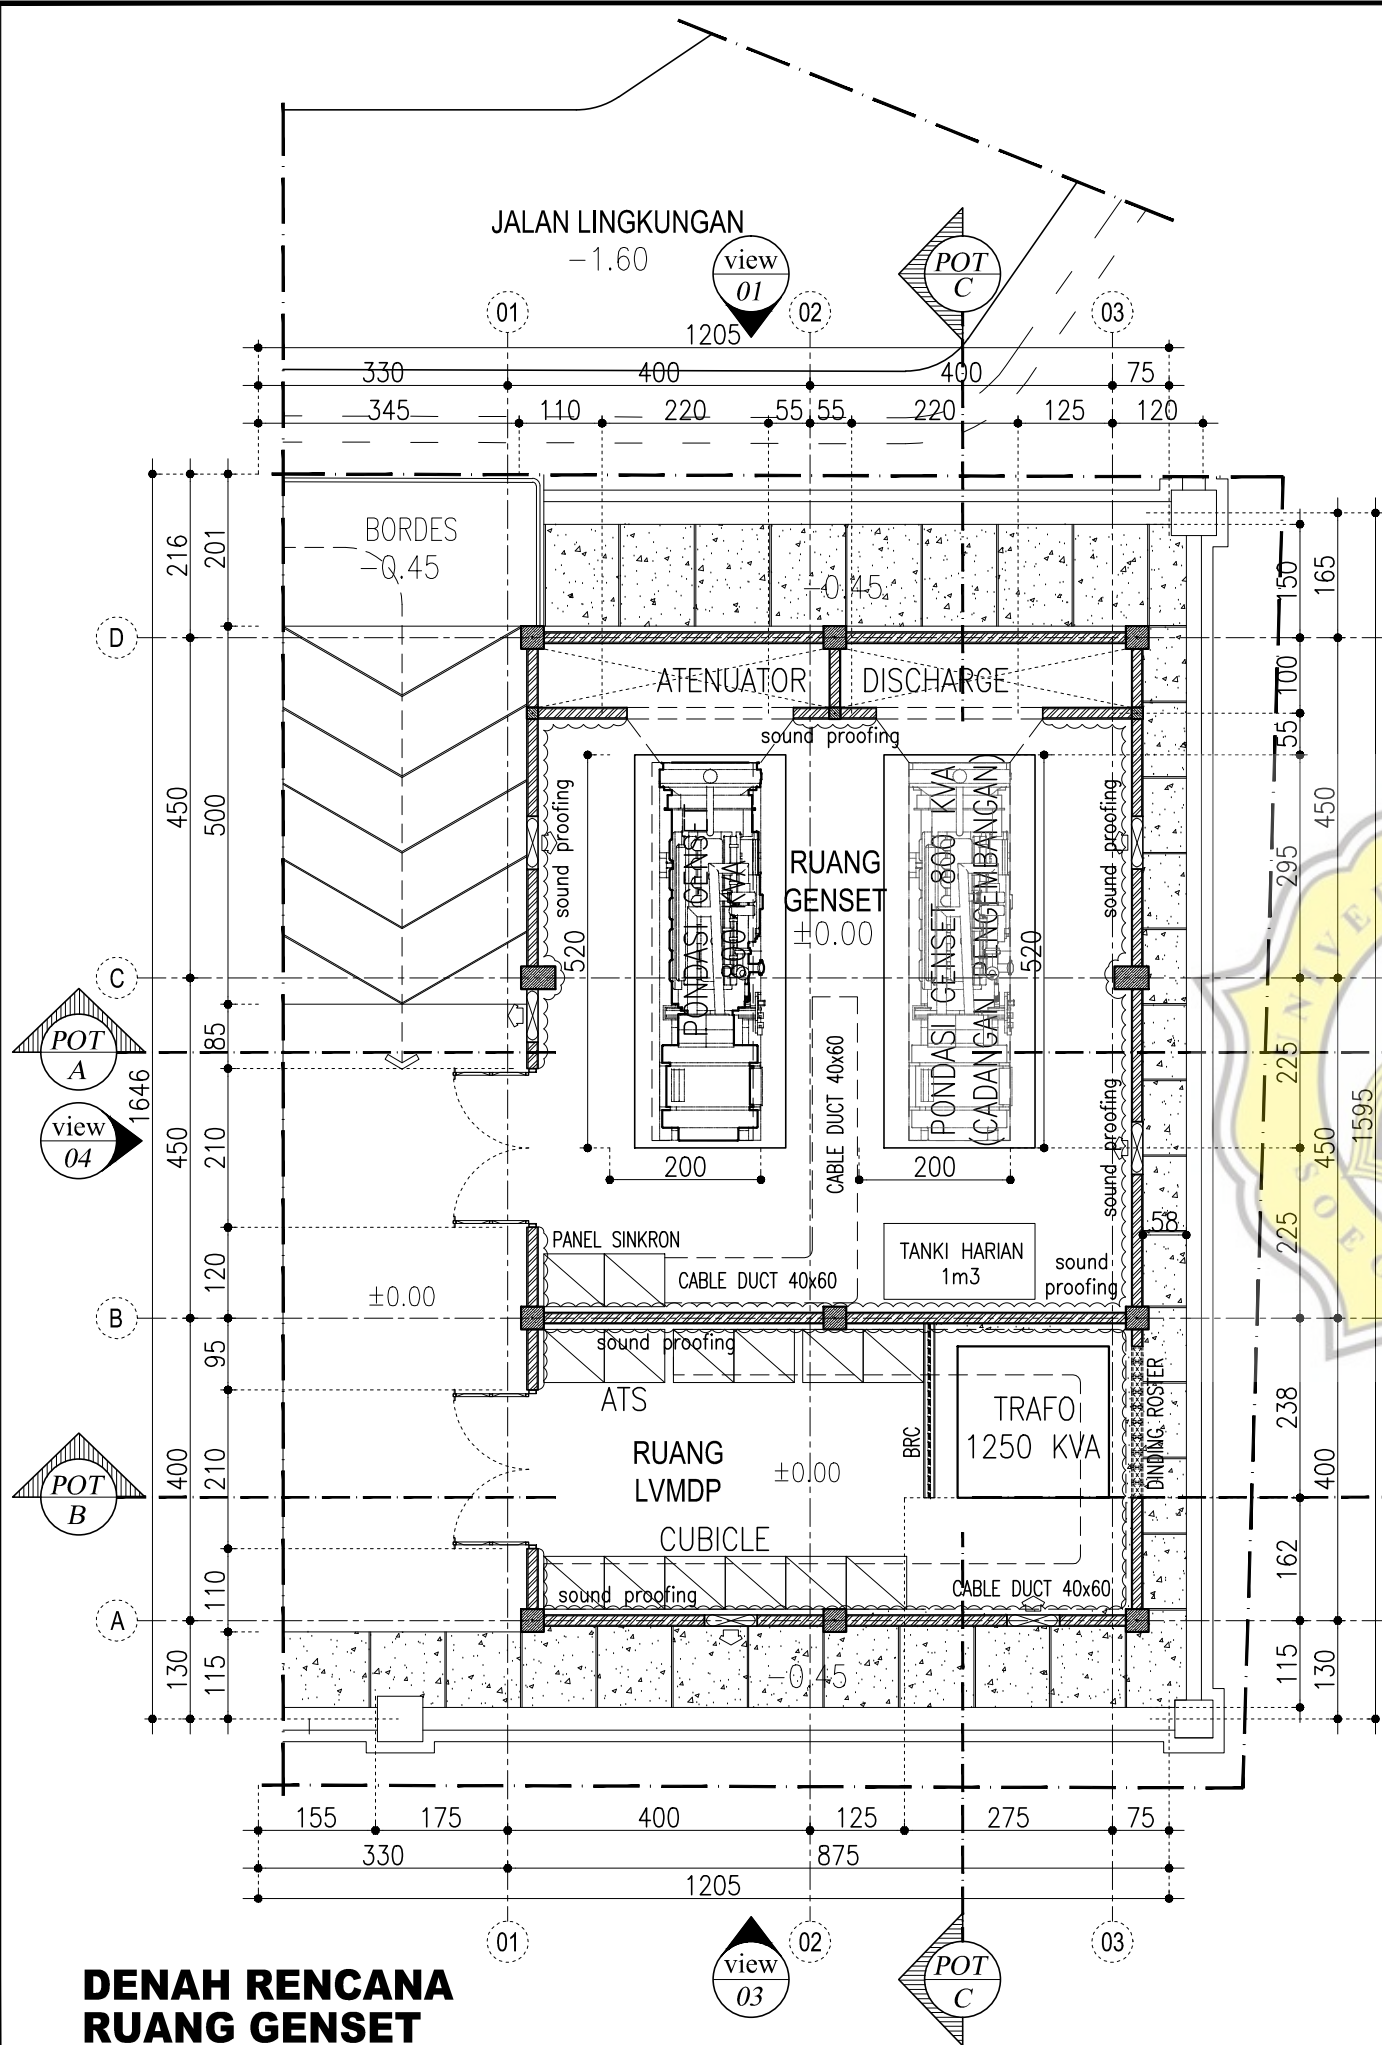 JALAN LINGKUNGAN
-1.60
view
01
POT
C
01
02
03
1205
330
400
400
75
345
110
220
55
55
220
125
120
BORDES
-0.45
-0.45
216
201
150
165
D
ATENUATOR
DISCHARGE
100
sound proofing
55
450
500
450
295
sound proofing
sound proofing
PONDASI GENSET 800 KVA
(CADANGAN PENGEMBANGAN)
PONDASI
800 KVA
RUANG
GENSET
±0.00
520
520
C
POT
A
85
225
CABLE DUCT 40x60
view
04
1646
450
210
450
1595
sound proofing
200
200
58
225
120
PANEL SINKRON
CABLE DUCT 40x60
TANKI HARIAN
1m3
sound
proofing
±0.00
B
sound proofing
95
ATS
BRC
TRAFO
1250 KVA
DINDING ROSTER
238
RUANG
LVMDP
±0.00
400
210
400
POT
B
CUBICLE
162
110
sound proofing
CABLE DUCT 40x60
A
130
115
-0.45
115
130
155
175
400
125
275
75
330
875
1205
01
02
03
view
03
POT
C
DENAH RENCANA
RUANG GENSET